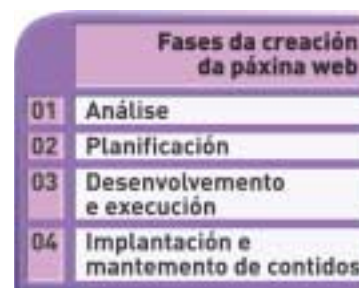 Fases da creación
da páxina web
01 Análise
02 Planificación
03 Desenvolvemento
e execución
04 Implantación e
mantemento de contidos